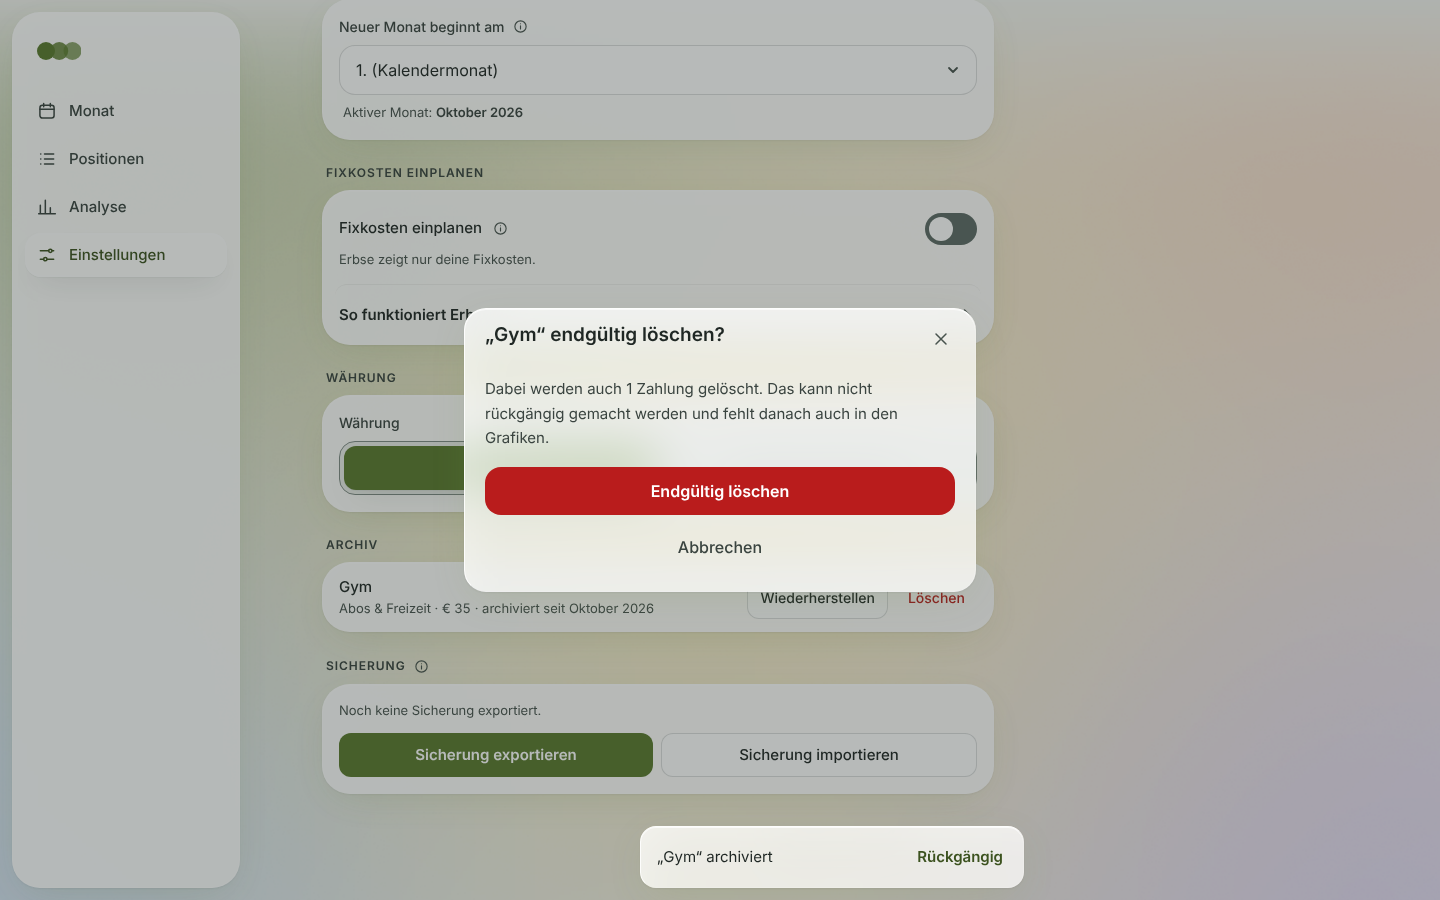 Monat
Positionen
Analyse
Einstellungen
Neuer Monat beginnt am
1. (Kalendermonat)
Aktiver Monat: Oktober 2026
FIXKOSTEN EINPLANEN
Fixkosten einplanen
Erbse zeigt nur deine Fixkosten.
So funktioniert
„Gym“ endgültig löschen?
Dabei werden auch 1 Zahlung gelöscht. Das kann nicht
rückgängig gemacht werden und fehlt danach auch in den
Grafiken.
Endgültig löschen
Abbrechen
WÄHRUNG
Währung
ARCHIV
Gym
Abos & Freizeit · € 35 · archiviert seit Oktober 2026
Wiederherstellen
Löschen
SICHERUNG
Noch keine Sicherung exportiert.
Sicherung exportieren
Sicherung importieren
„Gym“ archiviert
Rückgängig